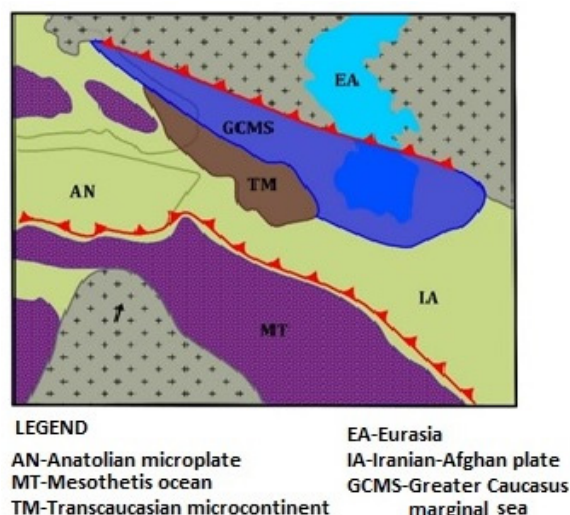 EA
GCMS
TM
AN
IA
MT
LEGEND
AN-Anatolian microplate
MT-Mesothetis ocean
TM-Transcaucasian microcontinent
EA-Eurasia
IA-Iranian-Afghan plate
GCMS-Greater Caucasus
marginal sea